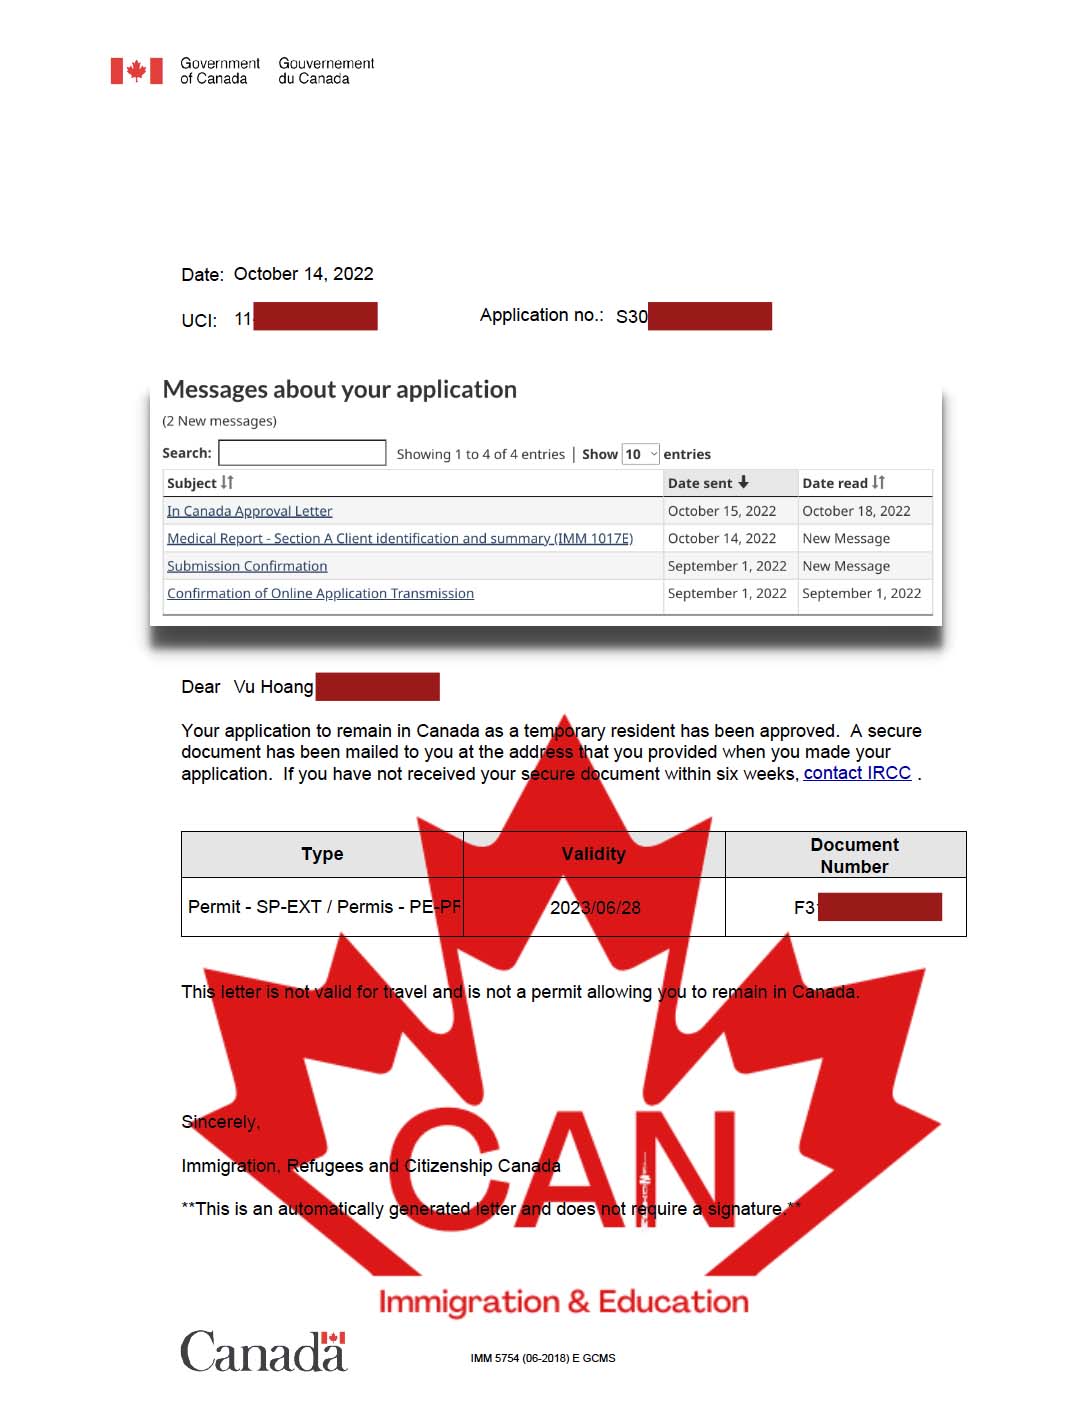 Government Gouvernement
of Canada du Canada
Date: October 14, 2022
UCI: 11 Application no.: S30
Messages about your application
(2 New messages)
Search: Showing 1 to 4 of 4 entries | Show 10 entries
Subject Date sent Date read
In Canada Approval Letter October 15, 2022 October 18, 2022
Medical Report - Section A Client identification and summary (IMM 1017E) October 14, 2022 New Message
Submission Confirmation September 1, 2022 New Message
Confirmation of Online Application Transmission September 1, 2022 September 1, 2022
Dear Vu Hoang
Your application to remain in Canada as a temporary resident has been approved. A secure
document has been mailed to you at the address that you provided when you made your
application. If you have not received your secure document within six weeks, contact IRCC .
Type Validity Document
Number
Permit - SP-EXT / Permis - PE-PR 2023/06/28 F3
This letter is not valid for travel and is not a permit allowing you to remain in Canada.
Sincerely,
Immigration, Refugees and Citizenship Canada
**This is an automatically generated letter and does not require a signature.**
CAN
Immigration & Education
Canada
IMM 5754 (06-2018) E GCMS